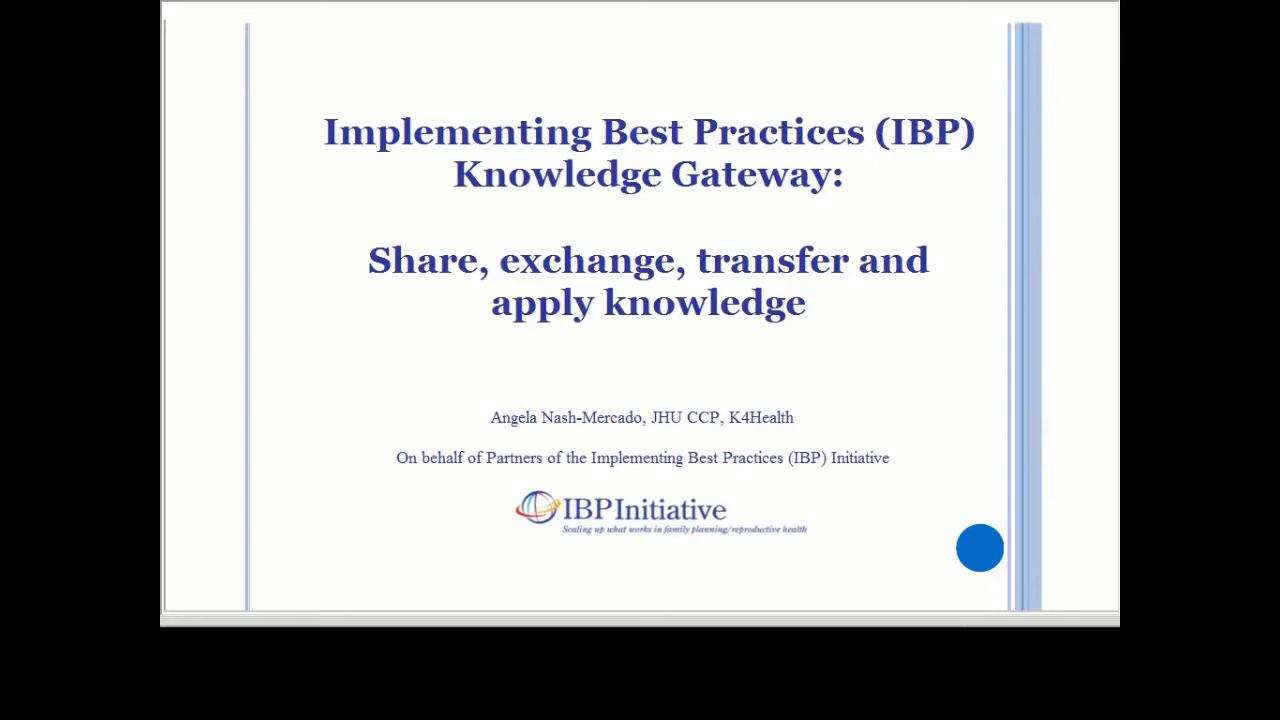 Implementing Best Practices (IBP)
Knowledge Gateway:
Share, exchange, transfer and
apply knowledge
Angela Nash-Mercado, JHU CCP, K4Health
On behalf of Partners of the Implementing Best Practices (IBP) Initiative
IBP Initiative
Scaling up what works in family planning/reproductive health